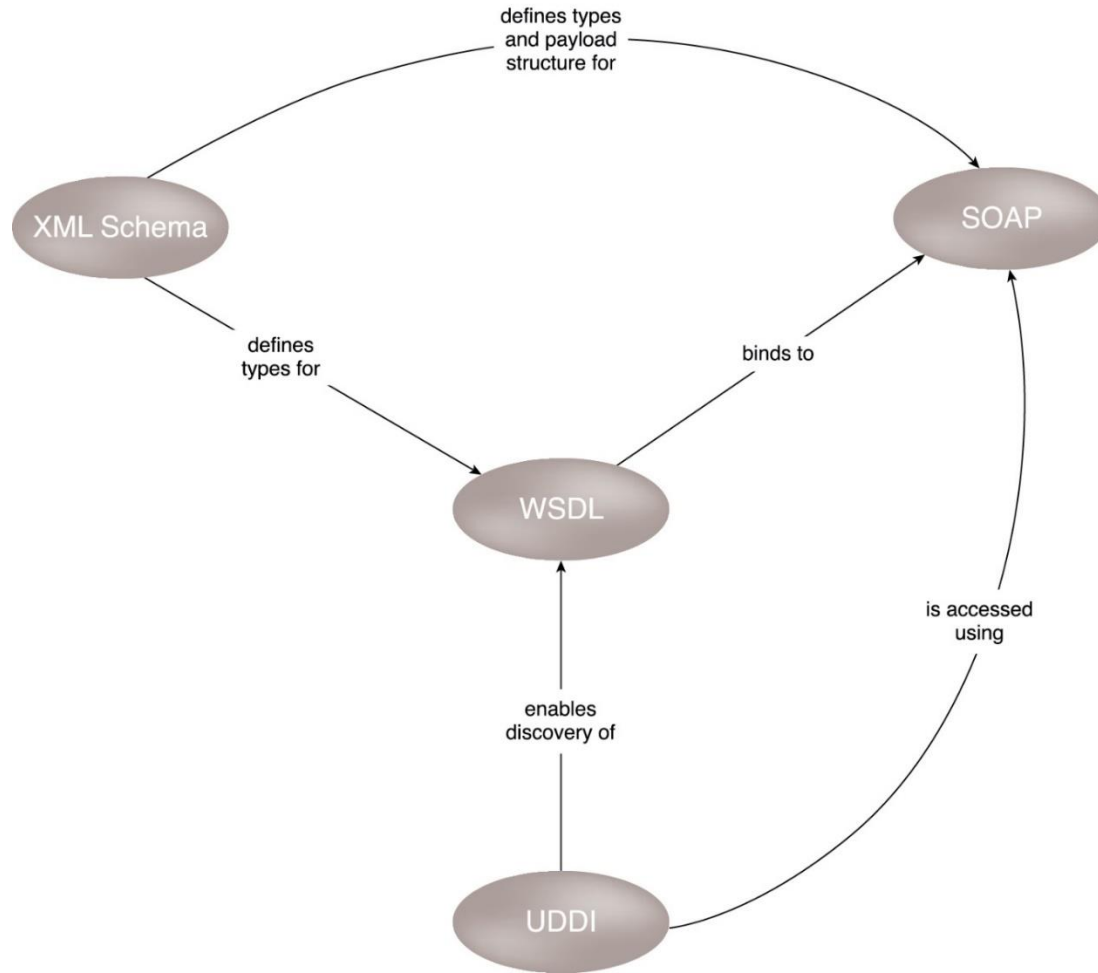 defines types
and payload
structure for
XML Schema
SOAP
defines
types for
binds to
WSDL
is accessed
using
enables
discovery of
UDDI